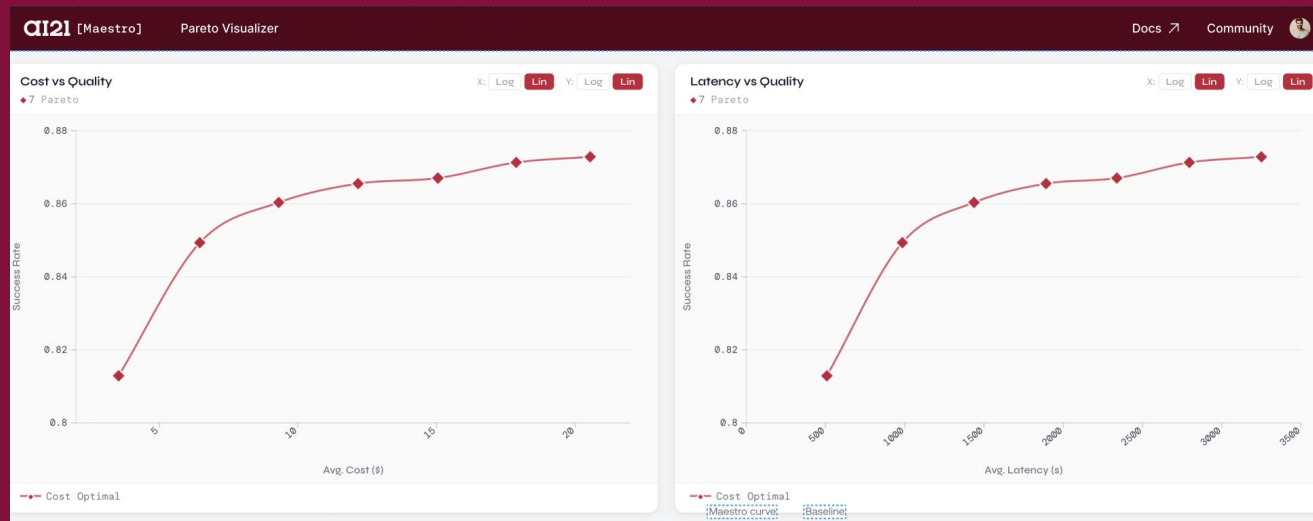 AI21 [Maestro] Pareto Visualizer Docs ↗ Community
Cost vs Quality X: Log Lin Y: Log Lin
7 Pareto
0.88
0.86
0.84
0.82
0.8
Success Rate
5 10 15 20
Avg. Cost ($)
Cost Optimal
Latency vs Quality X: Log Lin Y: Log Lin
7 Pareto
0.88
0.86
0.84
0.82
0.8
Success Rate
0 500 1000 1500 2000 2500 3000 3500
Avg. Latency (s)
Cost Optimal
Maestro curve Baseline